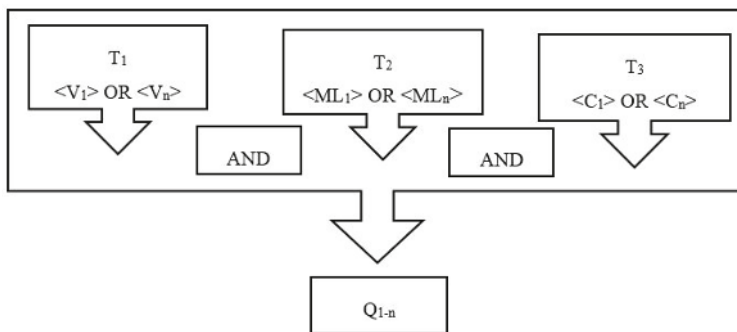 T₁
<V₁> OR <Vₙ>
T₂
<ML₁> OR <MLₙ>
T₃
<C₁> OR <Cₙ>
AND
AND
Q₁₋ₙ